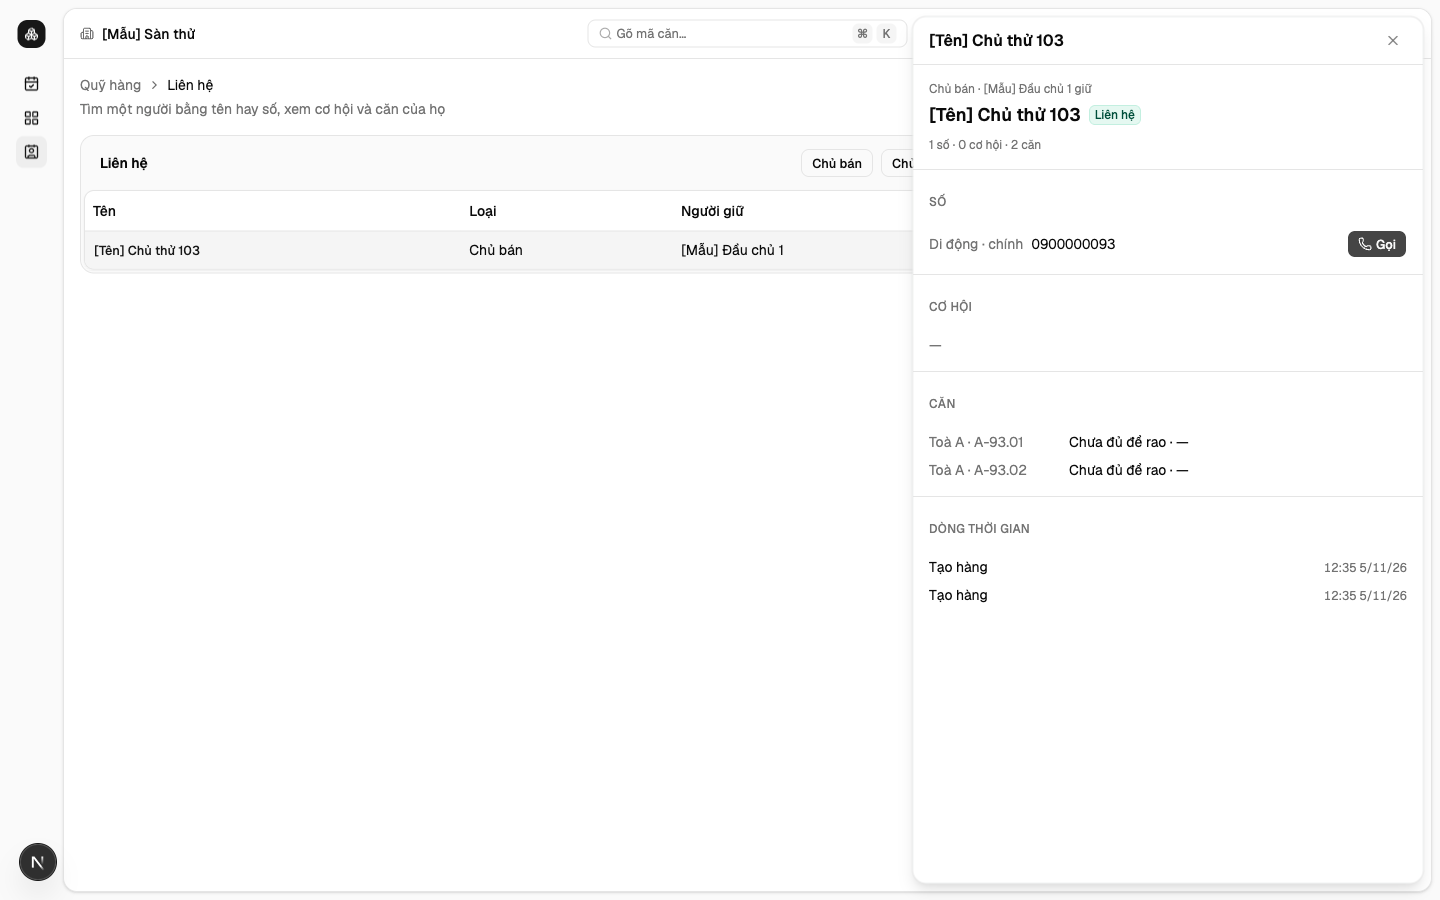 [Mẫu] Sàn thử
Gõ mã căn...
⌘ K
Quỹ hàng > Liên hệ
Tìm một người bằng tên hay số, xem cơ hội và căn của họ
Liên hệ
Chủ bán
Tên Loại Người giữ
[Tên] Chủ thử 103 Chủ bán [Mẫu] Đầu chủ 1
N
[Tên] Chủ thử 103
Chủ bán · [Mẫu] Đầu chủ 1 giữ
[Tên] Chủ thử 103 Liên hệ
1 số · 0 cơ hội · 2 căn
SỐ
Di động · chính 0900000093
Gọi
CƠ HỘI
—
CĂN
Toà A · A-93.01 Chưa đủ để rao · —
Toà A · A-93.02 Chưa đủ để rao · —
DÒNG THỜI GIAN
Tạo hàng 12:35 5/11/26
Tạo hàng 12:35 5/11/26